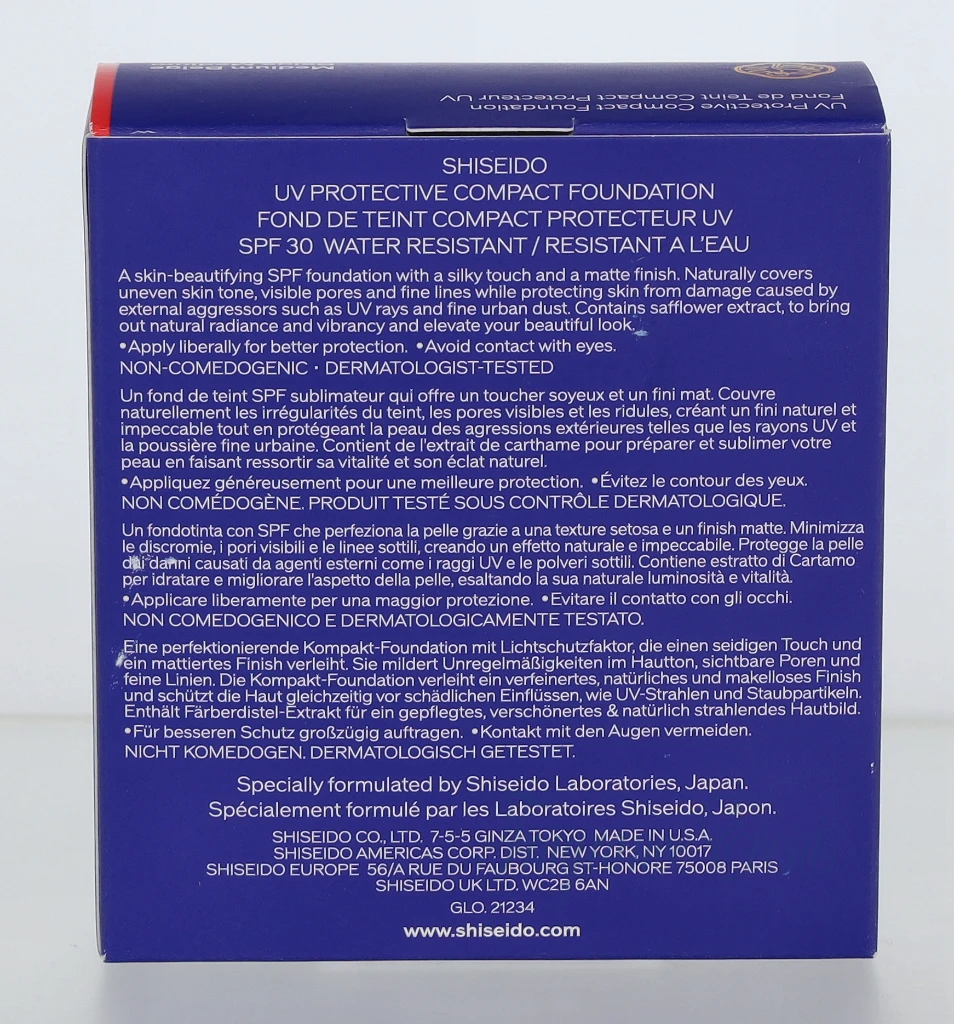 Medium Beige
UV Protective Compact Foundation
Fond de Teint Compact Protecteur UV
SHISEIDO
UV PROTECTIVE COMPACT FOUNDATION
FOND DE TEINT COMPACT PROTECTEUR UV
SPF 30 WATER RESISTANT / RESISTANT A L'EAU
A skin-beautifying SPF foundation with a silky touch and a matte finish. Naturally covers
uneven skin tone, visible pores and fine lines while protecting skin from damage caused by
external aggressors such as UV rays and fine urban dust. Contains safflower extract, to bring
out natural radiance and vibrancy and elevate your beautiful look.
•Apply liberally for better protection. •Avoid contact with eyes.
NON-COMEDOGENIC · DERMATOLOGIST-TESTED
Un fond de teint SPF sublimateur qui offre un toucher soyeux et un fini mat. Couvre
naturellement les irrégularités du teint, les pores visibles et les ridules, créant un fini naturel et
impeccable tout en protégeant la peau des agressions extérieures telles que les rayons UV et
la poussière fine urbaine. Contient de l'extrait de carthame pour préparer et sublimer votre
peau en faisant ressortir sa vitalité et son éclat naturel.
•Appliquez généreusement pour une meilleure protection. •Évitez le contour des yeux.
NON COMÉDOGÈNE. PRODUIT TESTÉ SOUS CONTRÔLE DERMATOLOGIQUE.
Un fondotinta con SPF che perfeziona la pelle grazie a una texture setosa e un finish matte. Minimizza
le discromie, i pori visibili e le linee sottili, creando un effetto naturale e impeccabile. Protegge la pelle
dai danni causati da agenti esterni come i raggi UV e le polveri sottili. Contiene estratto di Cartamo
per idratare e migliorare l'aspetto della pelle, esaltando la sua naturale luminosità e vitalità.
•Applicare liberamente per una maggior protezione. •Evitare il contatto con gli occhi.
NON COMEDOGENICO E DERMATOLOGICAMENTE TESTATO.
Eine perfektionierende Kompakt-Foundation mit Lichtschutzfaktor, die einen seidigen Touch und
ein mattiertes Finish verleiht. Sie mildert Unregelmäßigkeiten im Hautton, sichtbare Poren und
feine Linien. Die Kompakt-Foundation verleiht ein verfeinertes, natürliches und makelloses Finish
und schützt die Haut gleichzeitig vor schädlichen Einflüssen, wie UV-Strahlen und Staubpartikeln.
Enthält Färberdistel-Extrakt für ein gepflegtes, verschönertes & natürlich strahlendes Hautbild.
•Für besseren Schutz großzügig auftragen. •Kontakt mit den Augen vermeiden.
NICHT KOMEDOGEN. DERMATOLOGISCH GETESTET.
Specially formulated by Shiseido Laboratories, Japan.
Spécialement formulé par les Laboratoires Shiseido, Japon.
SHISEIDO CO., LTD. 7-5-5 GINZA TOKYO MADE IN U.S.A.
SHISEIDO AMERICAS CORP. DIST. NEW YORK, NY 10017
SHISEIDO EUROPE 56/A RUE DU FAUBOURG ST-HONORE 75008 PARIS
SHISEIDO UK LTD. WC2B 6AN
GLO. 21234
www.shiseido.com